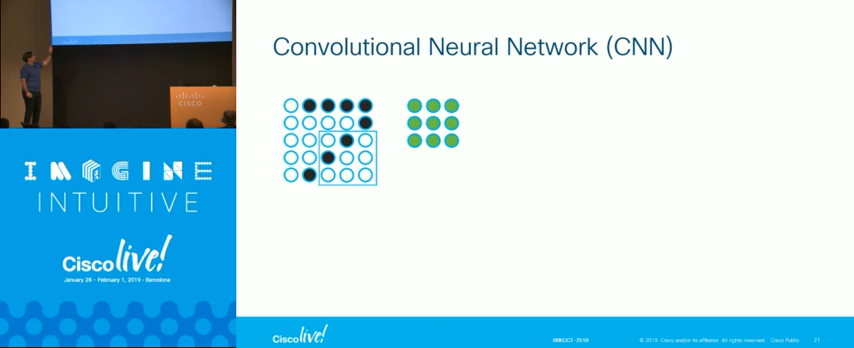 CISCO
IMAGINE
INTUITIVE
Cisco live!
January 28 - February 1, 2019 · Barcelona
Convolutional Neural Network (CNN)
Cisco live!
© 2019 Cisco and/or its affiliates. All rights reserved. Cisco Public
21